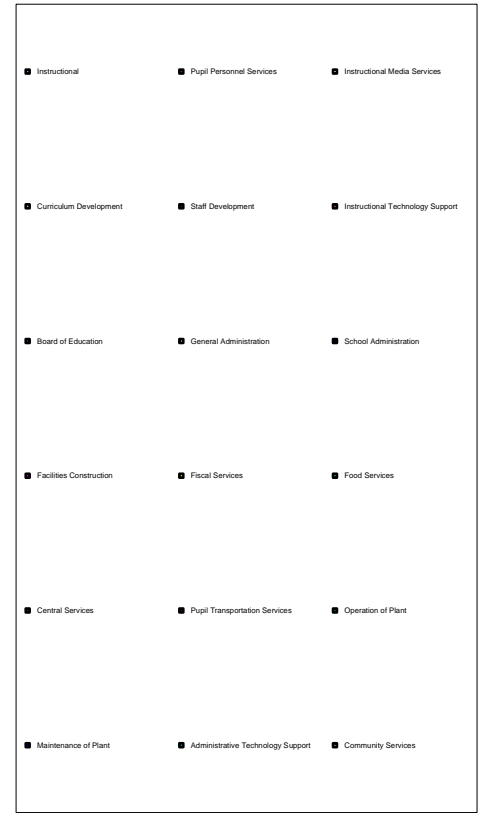 Instructional Pupil Personnel Services Instructional Media Services
Curriculum Development Staff Development Instructional Technology Support
Board of Education General Administration School Administration
Facilities Construction Fiscal Services Food Services
Central Services Pupil Transportation Services Operation of Plant
Maintenance of Plant Administrative Technology Support Community Services